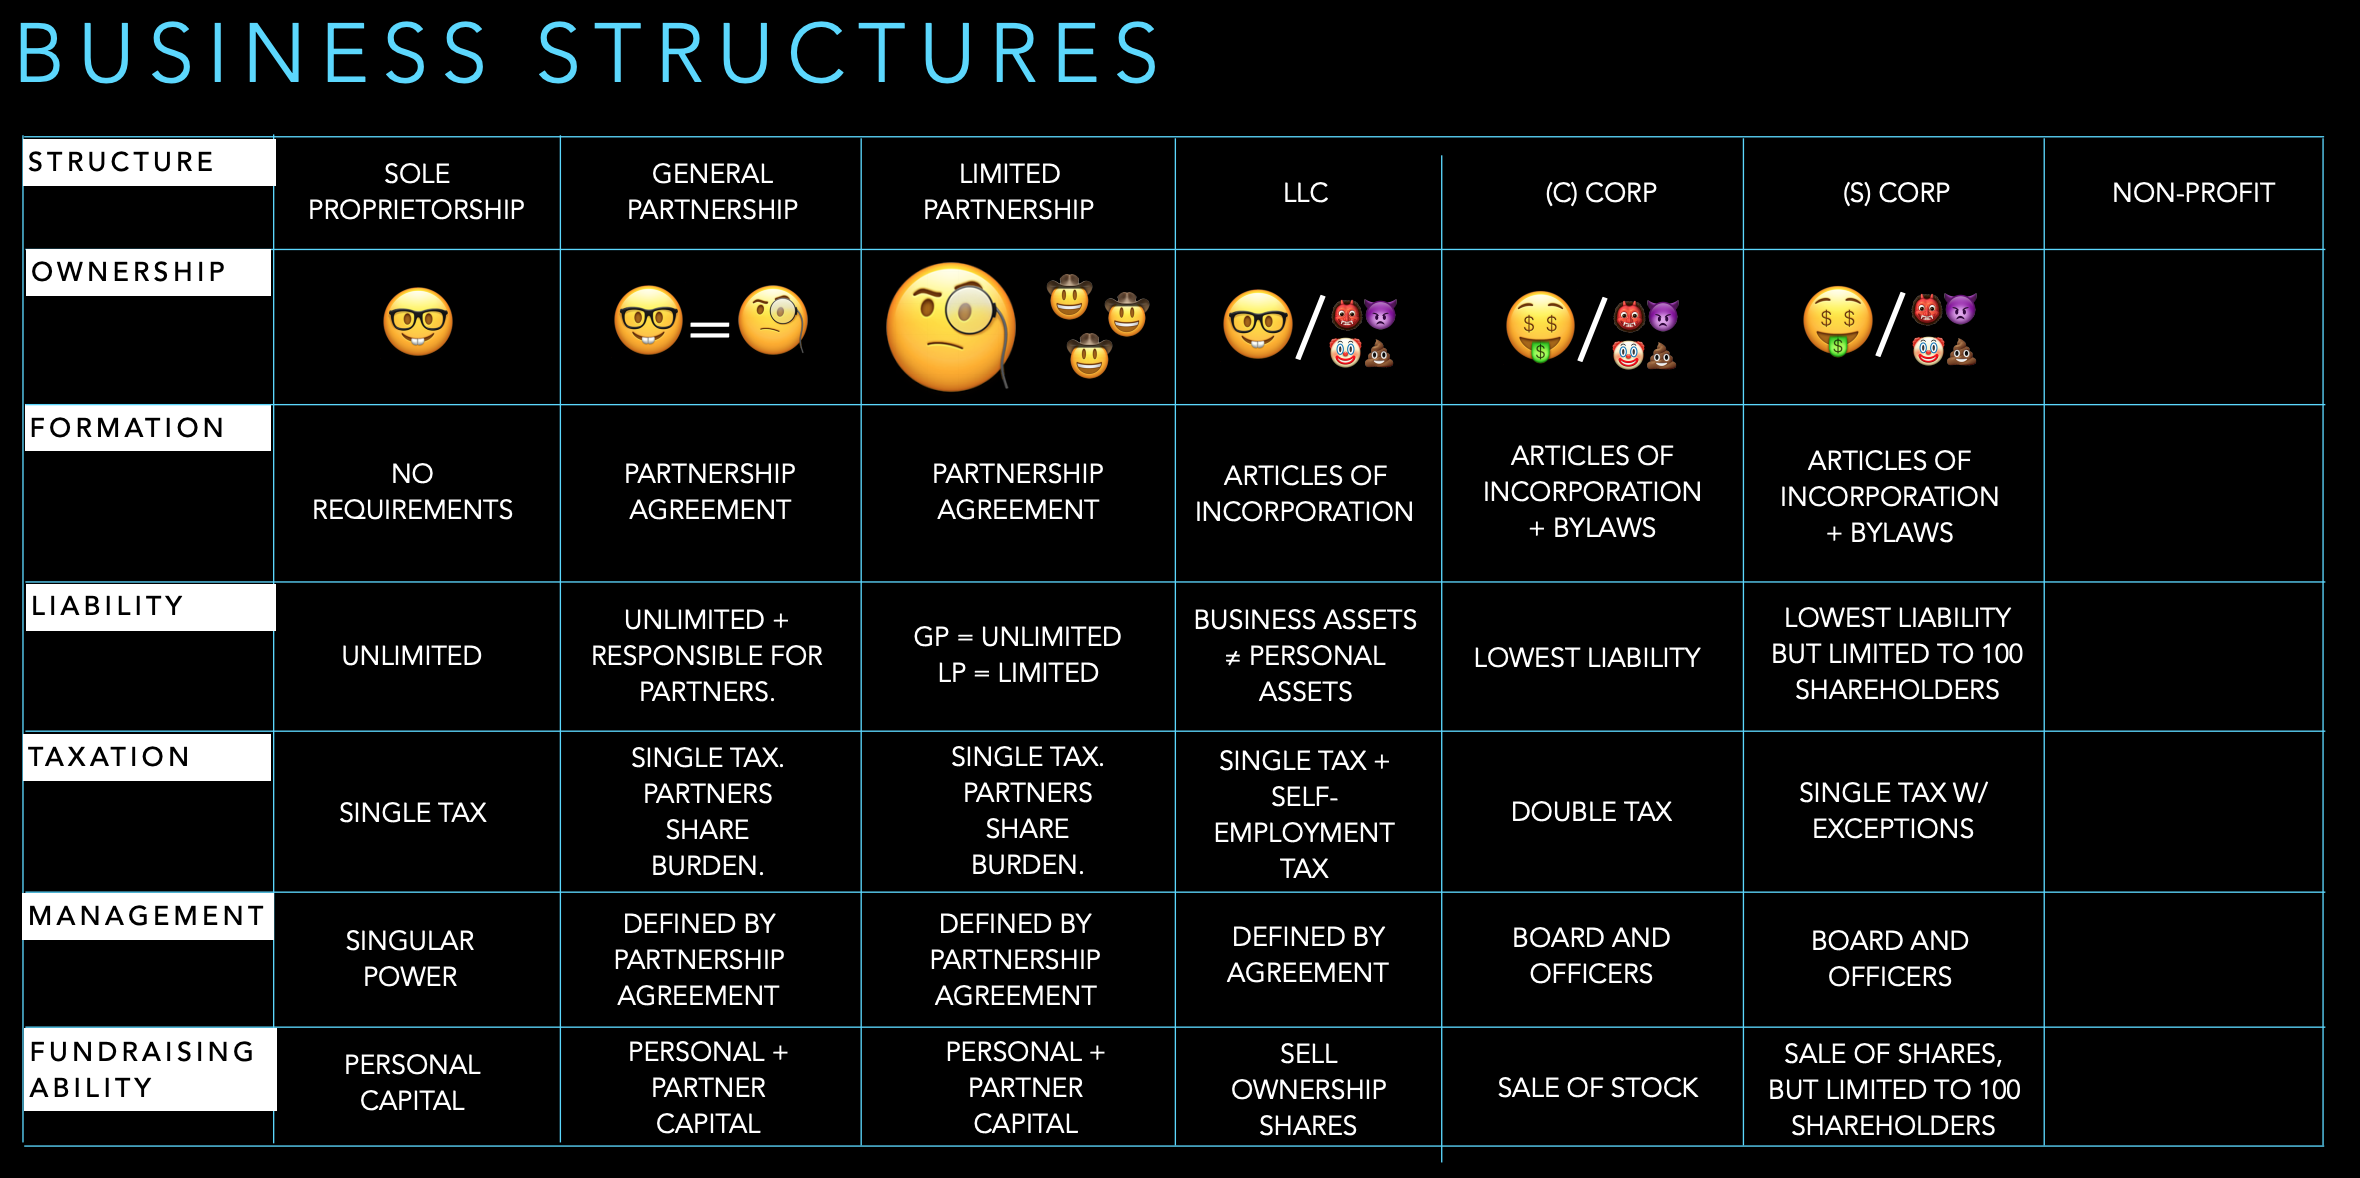 BUSINESS STRUCTURES
STRUCTURE
SOLE
PROPRIETORSHIP
GENERAL
PARTNERSHIP
LIMITED
PARTNERSHIP
LLC
(C) CORP
(S) CORP
NON-PROFIT
OWNERSHIP
=
/
/
/
FORMATION
NO
REQUIREMENTS
PARTNERSHIP
AGREEMENT
PARTNERSHIP
AGREEMENT
ARTICLES OF
INCORPORATION
ARTICLES OF
INCORPORATION
+ BYLAWS
ARTICLES OF
INCORPORATION
+ BYLAWS
LIABILITY
UNLIMITED
UNLIMITED +
RESPONSIBLE FOR
PARTNERS.
GP = UNLIMITED
LP = LIMITED
BUSINESS ASSETS
≠ PERSONAL
ASSETS
LOWEST LIABILITY
LOWEST LIABILITY
BUT LIMITED TO 100
SHAREHOLDERS
TAXATION
SINGLE TAX
SINGLE TAX.
PARTNERS
SHARE
BURDEN.
SINGLE TAX.
PARTNERS
SHARE
BURDEN.
SINGLE TAX +
SELF-
EMPLOYMENT
TAX
DOUBLE TAX
SINGLE TAX W/
EXCEPTIONS
MANAGEMENT
SINGULAR
POWER
DEFINED BY
PARTNERSHIP
AGREEMENT
DEFINED BY
PARTNERSHIP
AGREEMENT
DEFINED BY
AGREEMENT
BOARD AND
OFFICERS
BOARD AND
OFFICERS
FUNDRAISING
ABILITY
PERSONAL
CAPITAL
PERSONAL +
PARTNER
CAPITAL
PERSONAL +
PARTNER
CAPITAL
SELL
OWNERSHIP
SHARES
SALE OF STOCK
SALE OF SHARES,
BUT LIMITED TO 100
SHAREHOLDERS